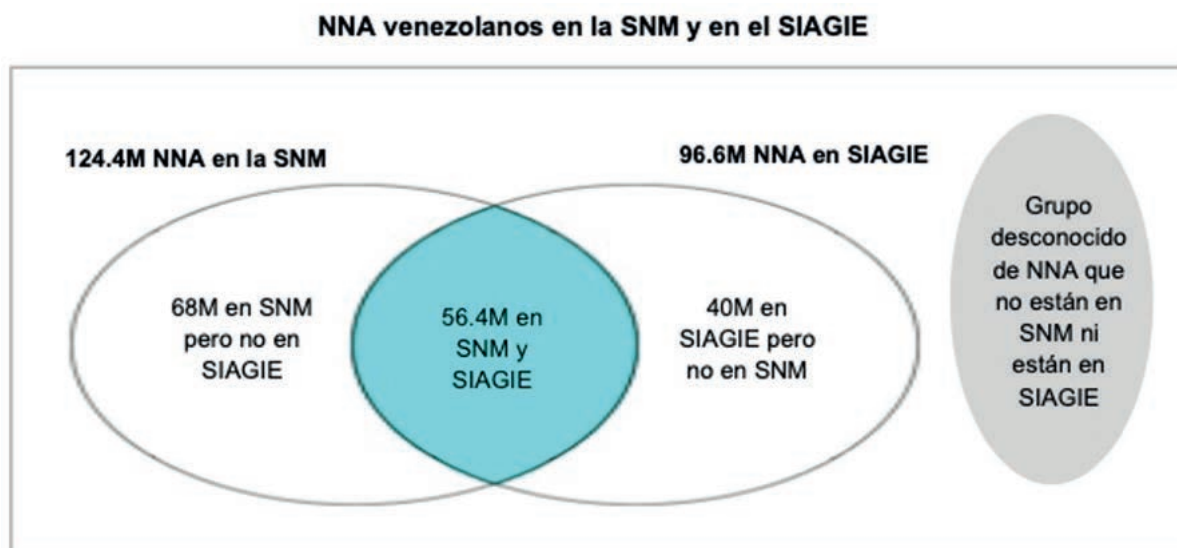 NNA venezolanos en la SNM y en el SIAGIE
124.4M NNA en la SNM
96.6M NNA en SIAGIE
68M en SNM
pero no en
SIAGIE
56.4M en
SNM y
SIAGIE
40M en
SIAGIE pero
no en SNM
Grupo
desconocido
de NNA que
no están en
SNM ni
están en
SIAGIE